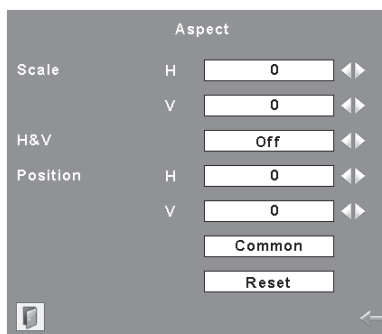 Aspect
Scale H 0
V 0
H&V Off
Position H 0
V 0
Common
Reset